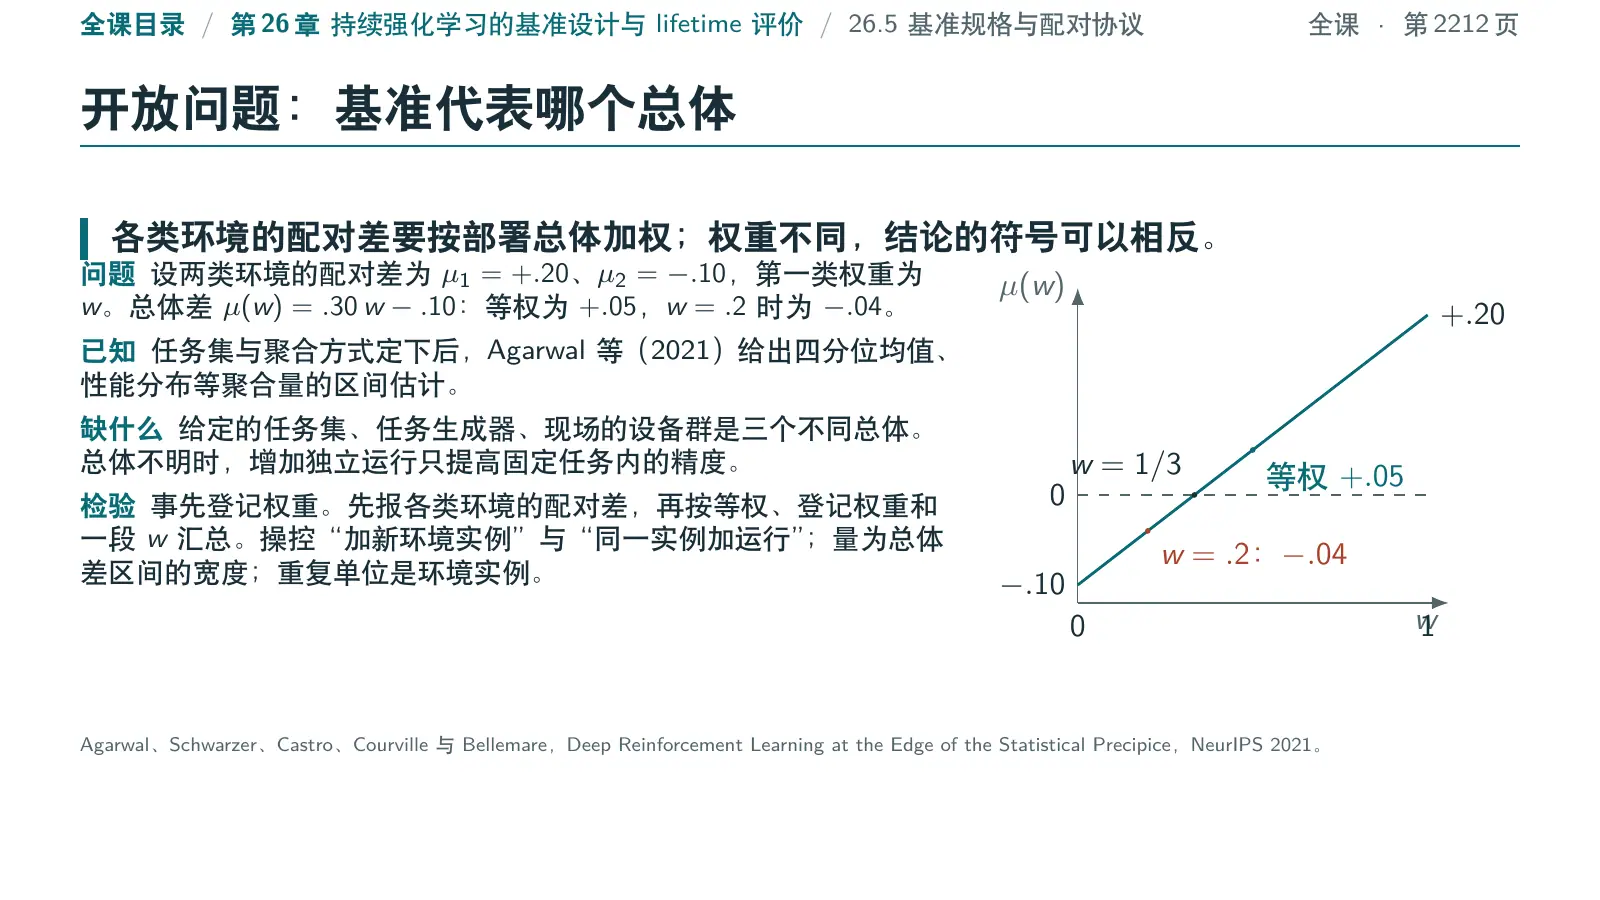 全课目录 / 第 26 章 持续强化学习的基准设计与 lifetime 评价 / 26.5 基准规格与配对协议 全课 · 第 2212 页
开放问题：基准代表哪个总体
各类环境的配对差要按部署总体加权；权重不同，结论的符号可以相反。
问题 设两类环境的配对差为 μ₁ = +.20、μ₂ = −.10，第一类权重为
w。总体差 μ(w) = .30 w − .10：等权为 +.05，w = .2 时为 −.04。
已知 任务集与聚合方式定下后，Agarwal 等（2021）给出四分位均值、
性能分布等聚合量的区间估计。
缺什么 给定的任务集、任务生成器、现场的设备群是三个不同总体。
总体不明时，增加独立运行只提高固定任务内的精度。
检验 事先登记权重。先报各类环境的配对差，再按等权、登记权重和
一段 w 汇总。操控“加新环境实例”与“同一实例加运行”；量为总体
差区间的宽度；重复单位是环境实例。
μ(w)
+.20
w = 1/3
等权 +.05
0
w = .2：−.04
−.10
0
1
w
Agarwal、Schwarzer、Castro、Courville 与 Bellemare，Deep Reinforcement Learning at the Edge of the Statistical Precipice，NeurIPS 2021。